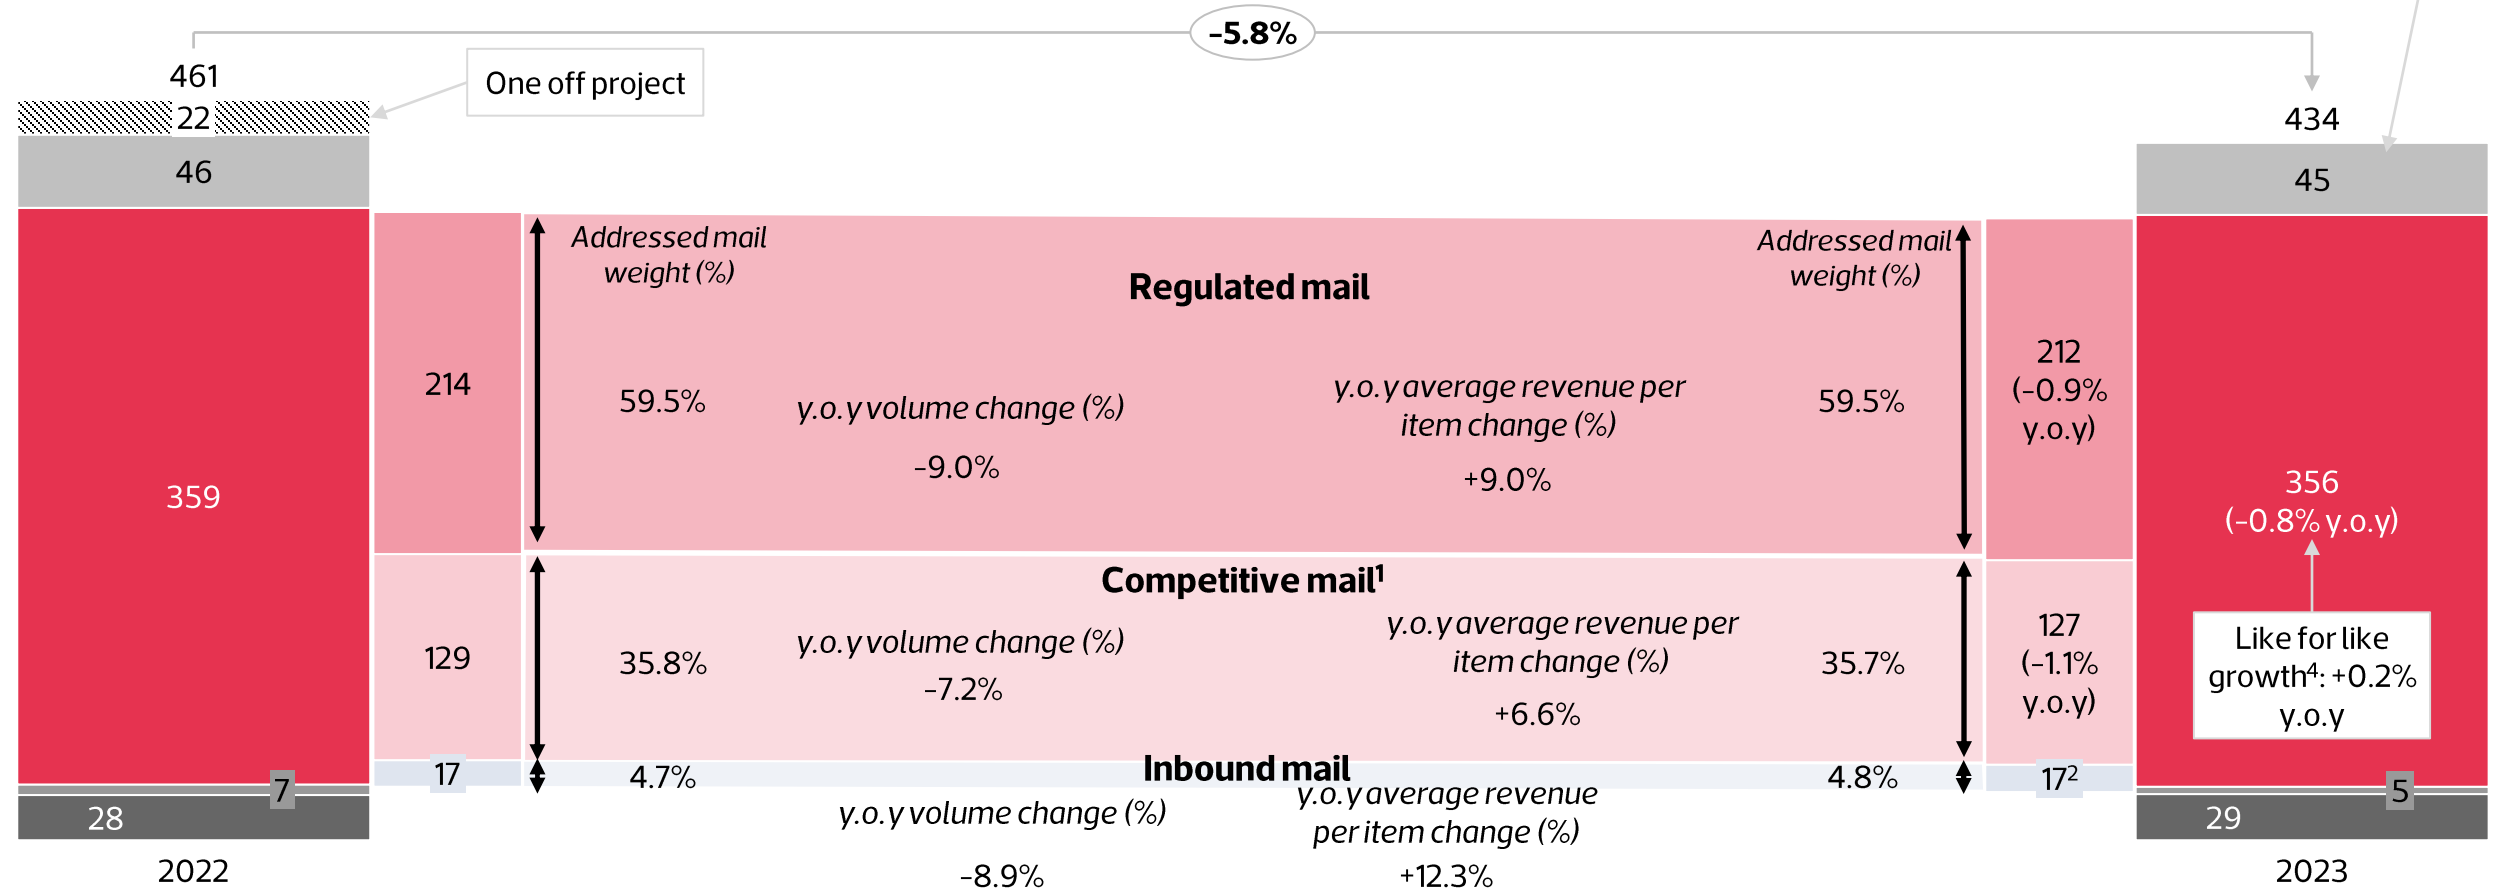 -5.8%
461
One off project
22
434
46
45
Addressed mail
weight (%)
Addressed mail
weight (%)
Regulated mail
214
59.5%
y.o.y volume change (%)
-9.0%
y.o.y average revenue per
item change (%)
+9.0%
59.5%
212
(-0.9%
y.o.y)
359
356
(-0.8% y.o.y)
Competitive mail¹
129
35.8%
y.o.y volume change (%)
-7.2%
y.o.y average revenue per
item change (%)
+6.6%
35.7%
127
(-1.1%
y.o.y)
Like for like
growth⁴: +0.2%
y.o.y
Inbound mail
17
4.7%
y.o.y volume change (%)
-8.9%
y.o.y average revenue
per item change (%)
+12.3%
4.8%
17²
7
5
28
29
2022
2023